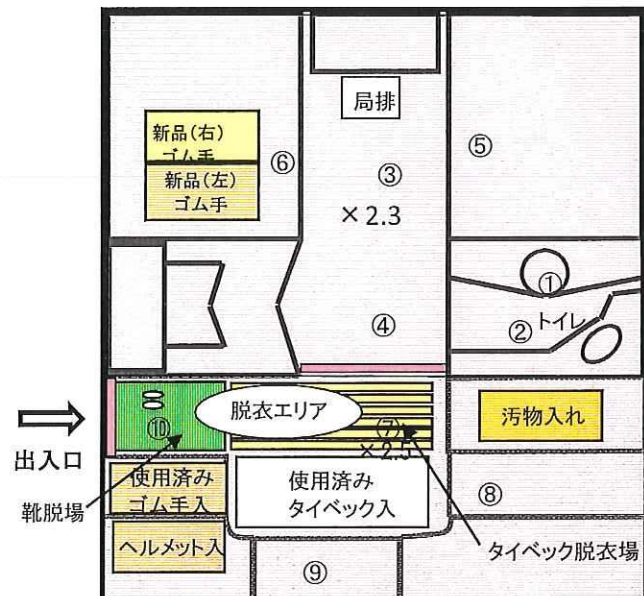 局排
新品(右)
ゴム手
新品(左)
ゴム手
⑥
③
⑤
×2.3
①
④
②
トイレ
出入口
⑩
脱衣エリア
⑦
×2.5
汚物入れ
靴脱場
使用済み
ゴム手入
使用済み
タイベック入
⑧
ヘルメット入
⑨
タイベック脱衣場